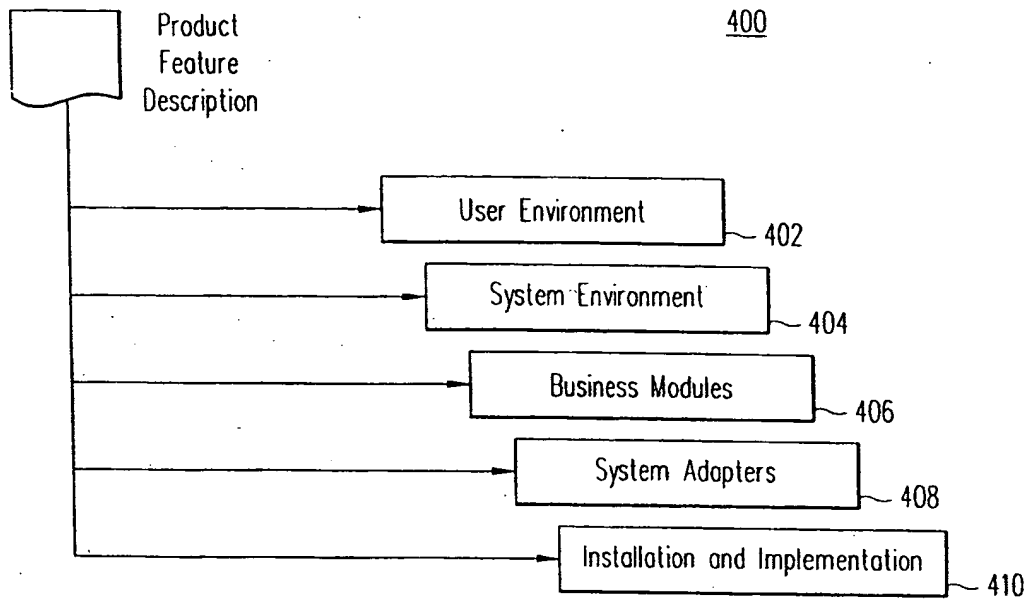 Product
Feature
Description
400
User Environment
402
System Environment
404
Business Modules
406
System Adapters
408
Installation and Implementation
410